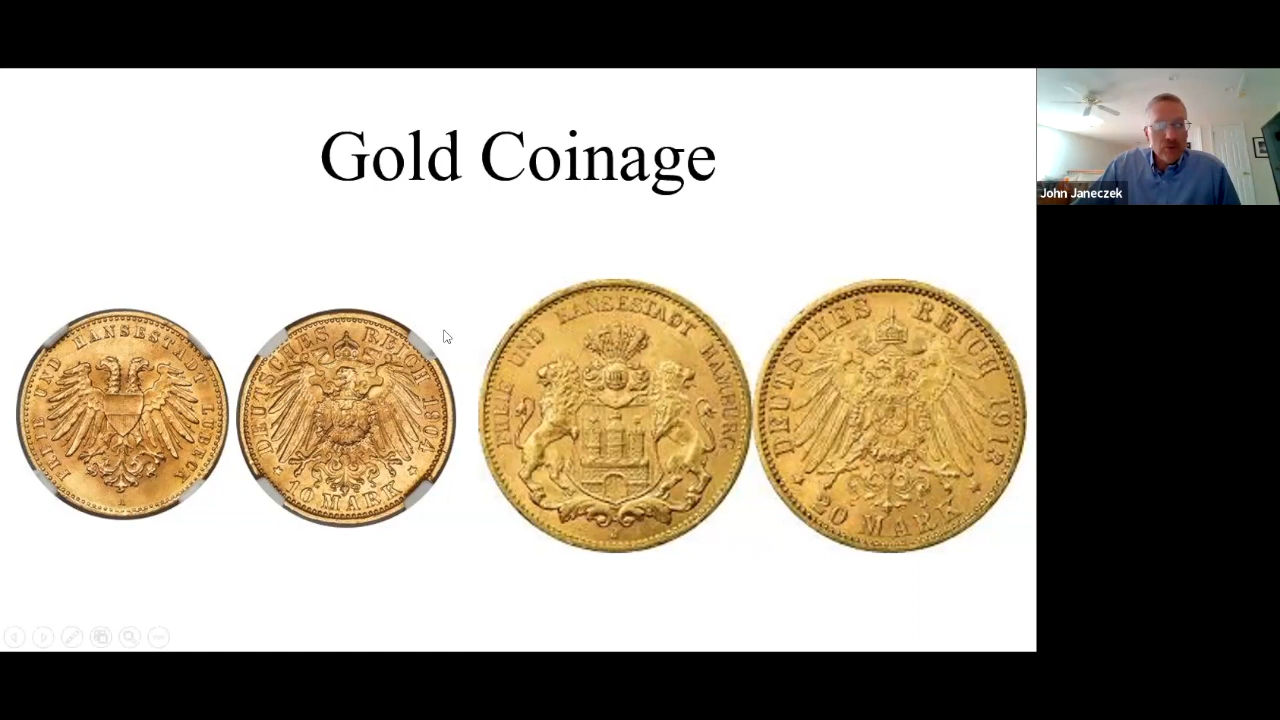 Gold Coinage
FREIE UND HANSESTADT LÜBECK
A
DEUTSCHES REICH 1904
10 MARK
FREIE UND HANSESTADT HAMBURG
J
DEUTSCHES REICH 1913
20 MARK
John Janeczek